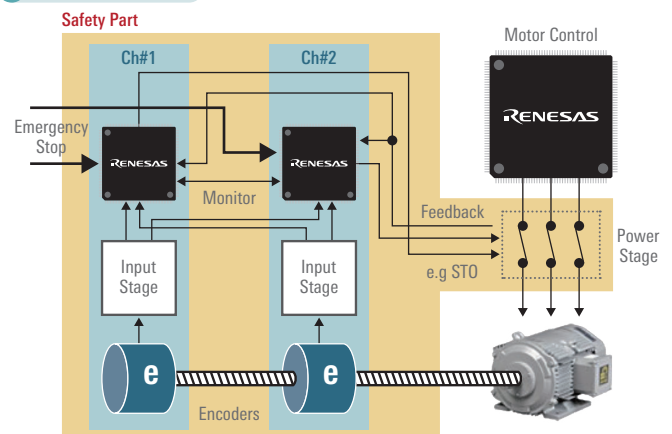 Safety Part
Motor Control
Ch#1
Ch#2
RENESAS
Emergency
Stop
RENESAS
RENESAS
Monitor
Feedback
Input
Stage
Input
Stage
e.g STO
Power
Stage
e
e
Encoders